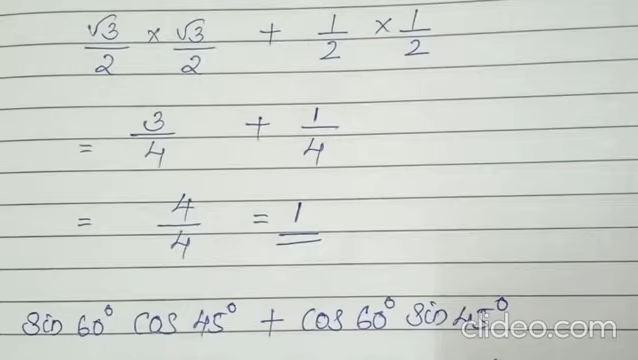 √3/2 × √3/2 + 1/2 × 1/2
= 3/4 + 1/4
= 4/4 = 1
sin 60° cos 45° + cos 60° sin 45°
clideo.com